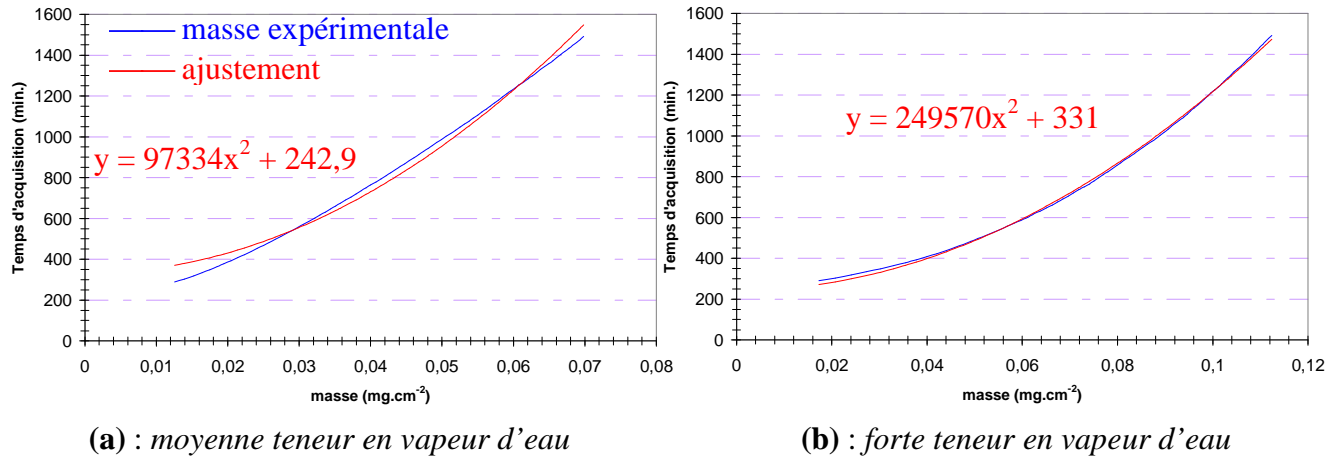 masse expérimentale
ajustement
y = 97334x² + 242,9
Temps d'acquisition (min.)
1600
1400
1200
1000
800
600
400
200
0
0 0,01 0,02 0,03 0,04 0,05 0,06 0,07 0,08
masse (mg.cm⁻²)
(a) : moyenne teneur en vapeur d'eau
y = 249570x² + 331
Temps d'acquisition (min.)
1600
1400
1200
1000
800
600
400
200
0
0 0,02 0,04 0,06 0,08 0,1 0,12
masse (mg.cm⁻²)
(b) : forte teneur en vapeur d'eau